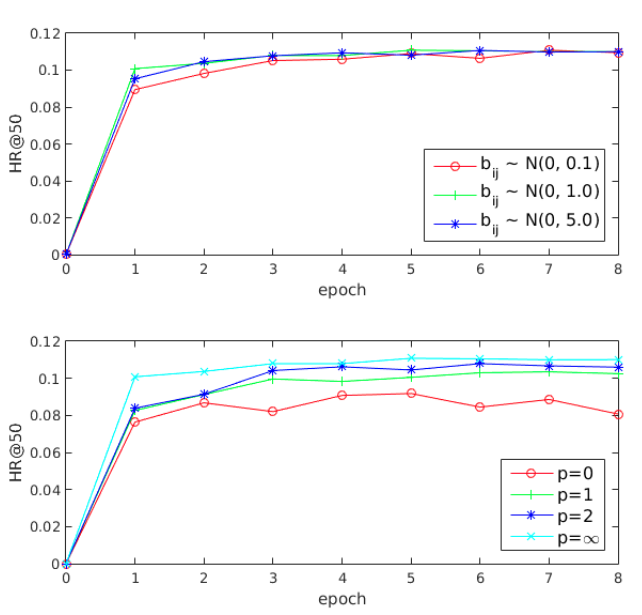 0.12
0.1
0.08
0.06
0.04
0.02
0
HR@50
b_ij ~ N(0, 0.1)
b_ij ~ N(0, 1.0)
b_ij ~ N(0, 5.0)
0 1 2 3 4 5 6 7 8
epoch
0.12
0.1
0.08
0.06
0.04
0.02
0
HR@50
p=0
p=1
p=2
p=∞
0 1 2 3 4 5 6 7 8
epoch